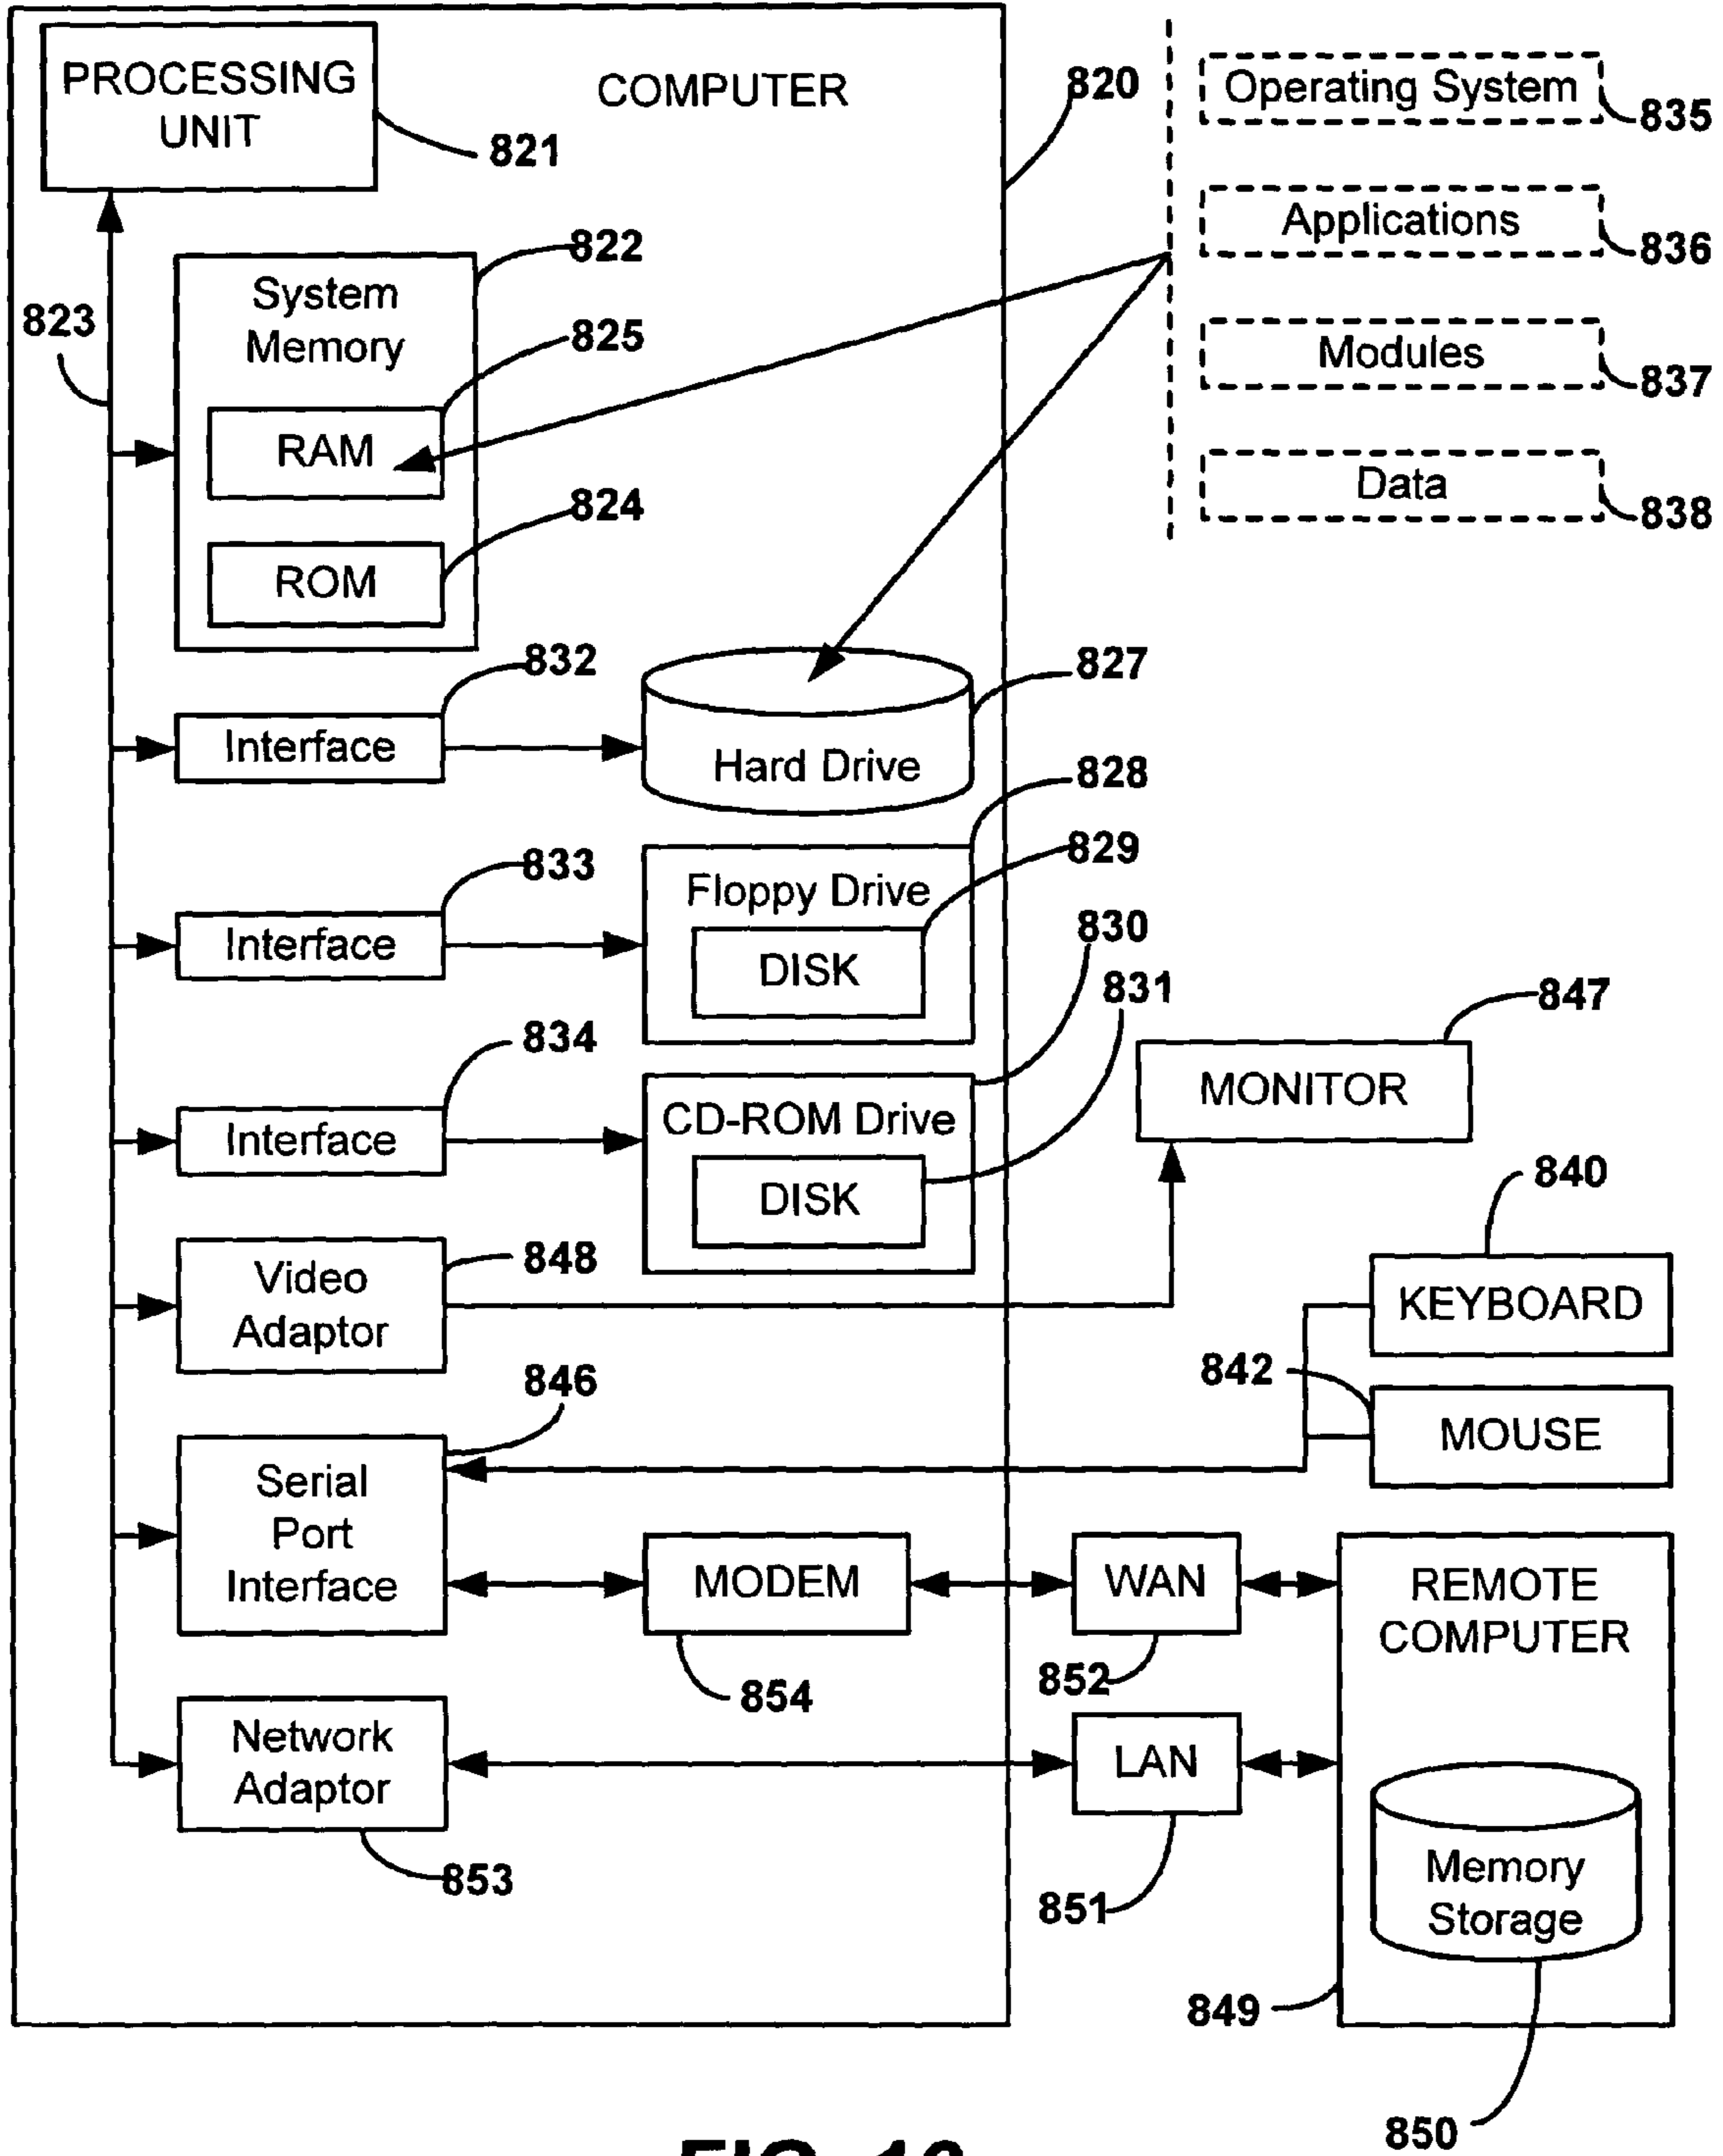 PROCESSING
UNIT
COMPUTER
820
821
Operating System
835
Applications
836
Modules
837
Data
838
822
System
Memory
823
825
RAM
824
ROM
832
Interface
827
Hard Drive
828
833
Interface
Floppy Drive
829
DISK
830
831
834
Interface
CD-ROM Drive
DISK
847
MONITOR
840
KEYBOARD
848
Video
Adaptor
842
MOUSE
846
Serial
Port
Interface
MODEM
854
WAN
852
REMOTE
COMPUTER
Network
Adaptor
853
LAN
851
Memory
Storage
849
850